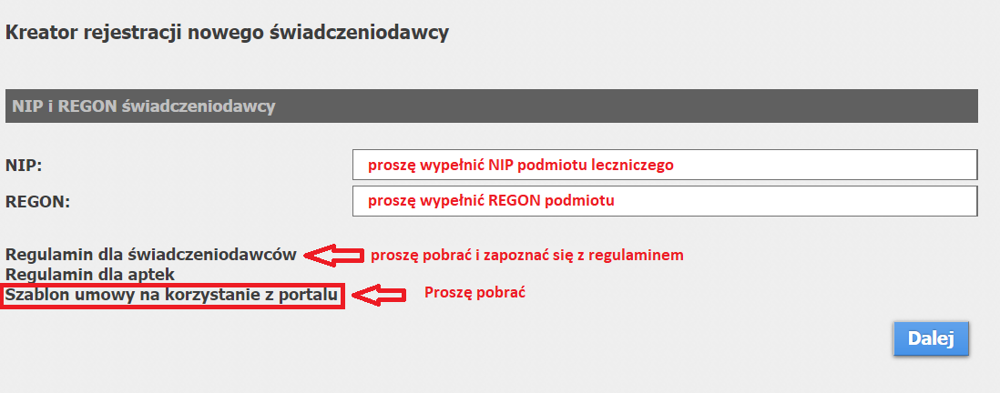 Kreator rejestracji nowego świadczeniodawcy
NIP i REGON świadczeniodawcy
NIP: proszę wypełnić NIP podmiotu leczniczego
REGON: proszę wypełnić REGON podmiotu
Regulamin dla świadczeniodawców proszę pobrać i zapoznać się z regulaminem
Regulamin dla aptek
Szablon umowy na korzystanie z portalu Proszę pobrać
Dalej